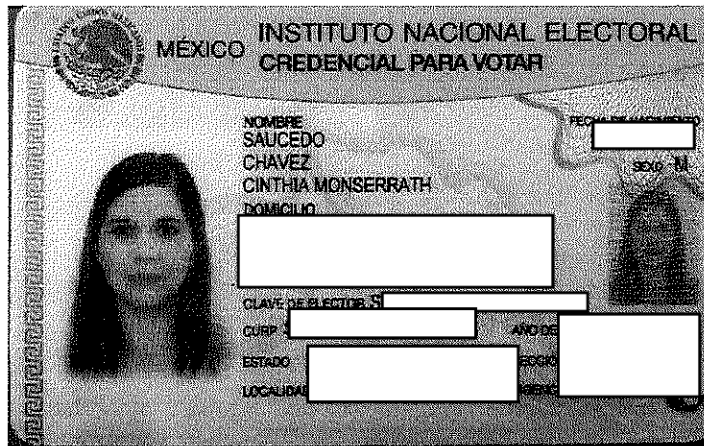 MÉXICO
INSTITUTO NACIONAL ELECTORAL
CREDENCIAL PARA VOTAR
NOMBRE
SAUCEDO
CHAVEZ
CINTHIA MONSERRATH
SEXO M
DOMICILIO
CLAVE DE ELECTOR S
CURP
AÑO DE
ESTADO
LOCALIDAD